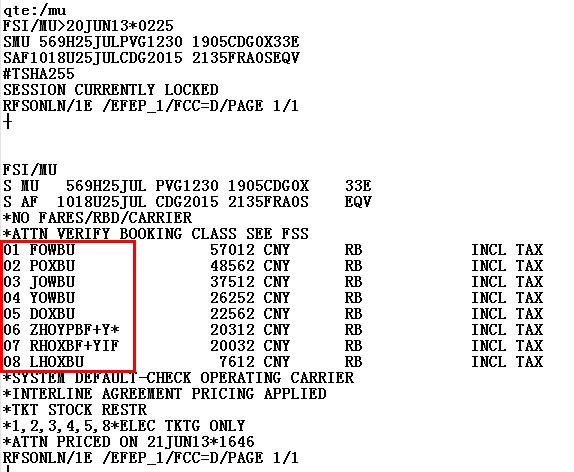 qte:/mu
FSI/MU>20JUN13*0225
SMU 569H25JULPVG1230 1905CDG0X33E
SAF1018U25JULCDG2015 2135FRA0SEQV
#TSHA255
SESSION CURRENTLY LOCKED
RFSONLN/1E /EFEP_1/FCC=D/PAGE 1/1
FSI/MU
S MU 569H25JUL PVG1230 1905CDG0X 33E
S AF 1018U25JUL CDG2015 2135FRA0S EQV
*NO FARES/RBD/CARRIER
*ATTN VERIFY BOOKING CLASS SEE FSS
01 FOWBU 57012 CNY RB INCL TAX
02 POXBU 48562 CNY RB INCL TAX
03 JOWBU 37512 CNY RB INCL TAX
04 YOWBU 26252 CNY RB INCL TAX
05 DOXBU 22562 CNY RB INCL TAX
06 ZHOYPBF+Y* 20312 CNY RB INCL TAX
07 RHOXBF+YIF 20032 CNY RB INCL TAX
08 LHOXBU 7612 CNY RB INCL TAX
*SYSTEM DEFAULT-CHECK OPERATING CARRIER
*INTERLINE AGREEMENT PRICING APPLIED
*TKT STOCK RESTR
*1,2,3,4,5,8*ELEC TKTG ONLY
*ATTN PRICED ON 21JUN13*1646
RFSONLN/1E /EFEP_1/FCC=D/PAGE 1/1